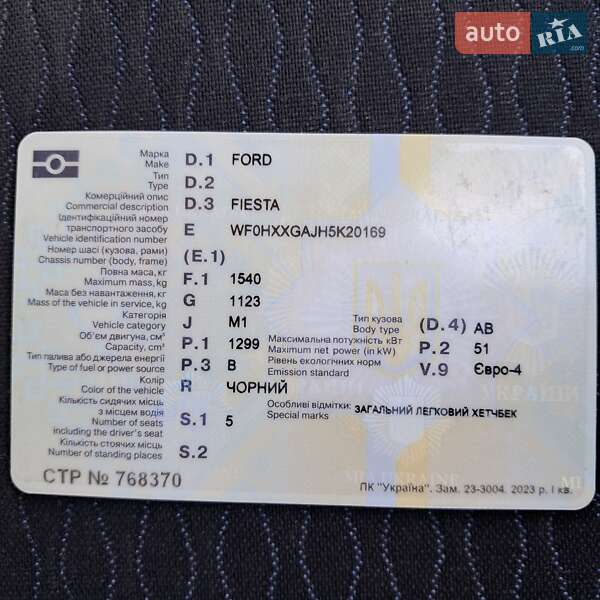 auto RIA .com
Марка
Make D.1 FORD
Тип
Type D.2
Комерційний опис
Commercial description D.3 FIESTA
Ідентифікаційний номер
транспортного засобу
Vehicle identification number E WF0HXXGAJH5K20169
Номер шасі (кузова, рами)
Chassis number (body, frame) (E.1)
Повна маса, кг
Maximum mass, kg F.1 1540
Маса без навантаження, кг
Mass of the vehicle in service, kg G 1123
Категорія
Vehicle category J M1
Тип кузова
Body type (D.4) AB
Об'єм двигуна, см³
Capacity, cm³ P.1 1299
Максимальна потужність кВт
Maximum net power (in kW) P.2 51
Тип палива або джерела енергії
Type of fuel or power source P.3 B
Рівень екологічних норм
Emission standard V.9 Євро-4
Колір
Color of the vehicle R ЧОРНИЙ
Кількість сидячих місць
з місцем водія
Number of seats
including the driver's seat S.1 5
Особливі відмітки:
Special marks ЗАГАЛЬНИЙ ЛЕГКОВИЙ ХЕТЧБЕК
Кількість стоячих місць
Number of standing places S.2
СТР № 768370
ПК "Україна". Зам. 23-3004. 2023 р. І кв.